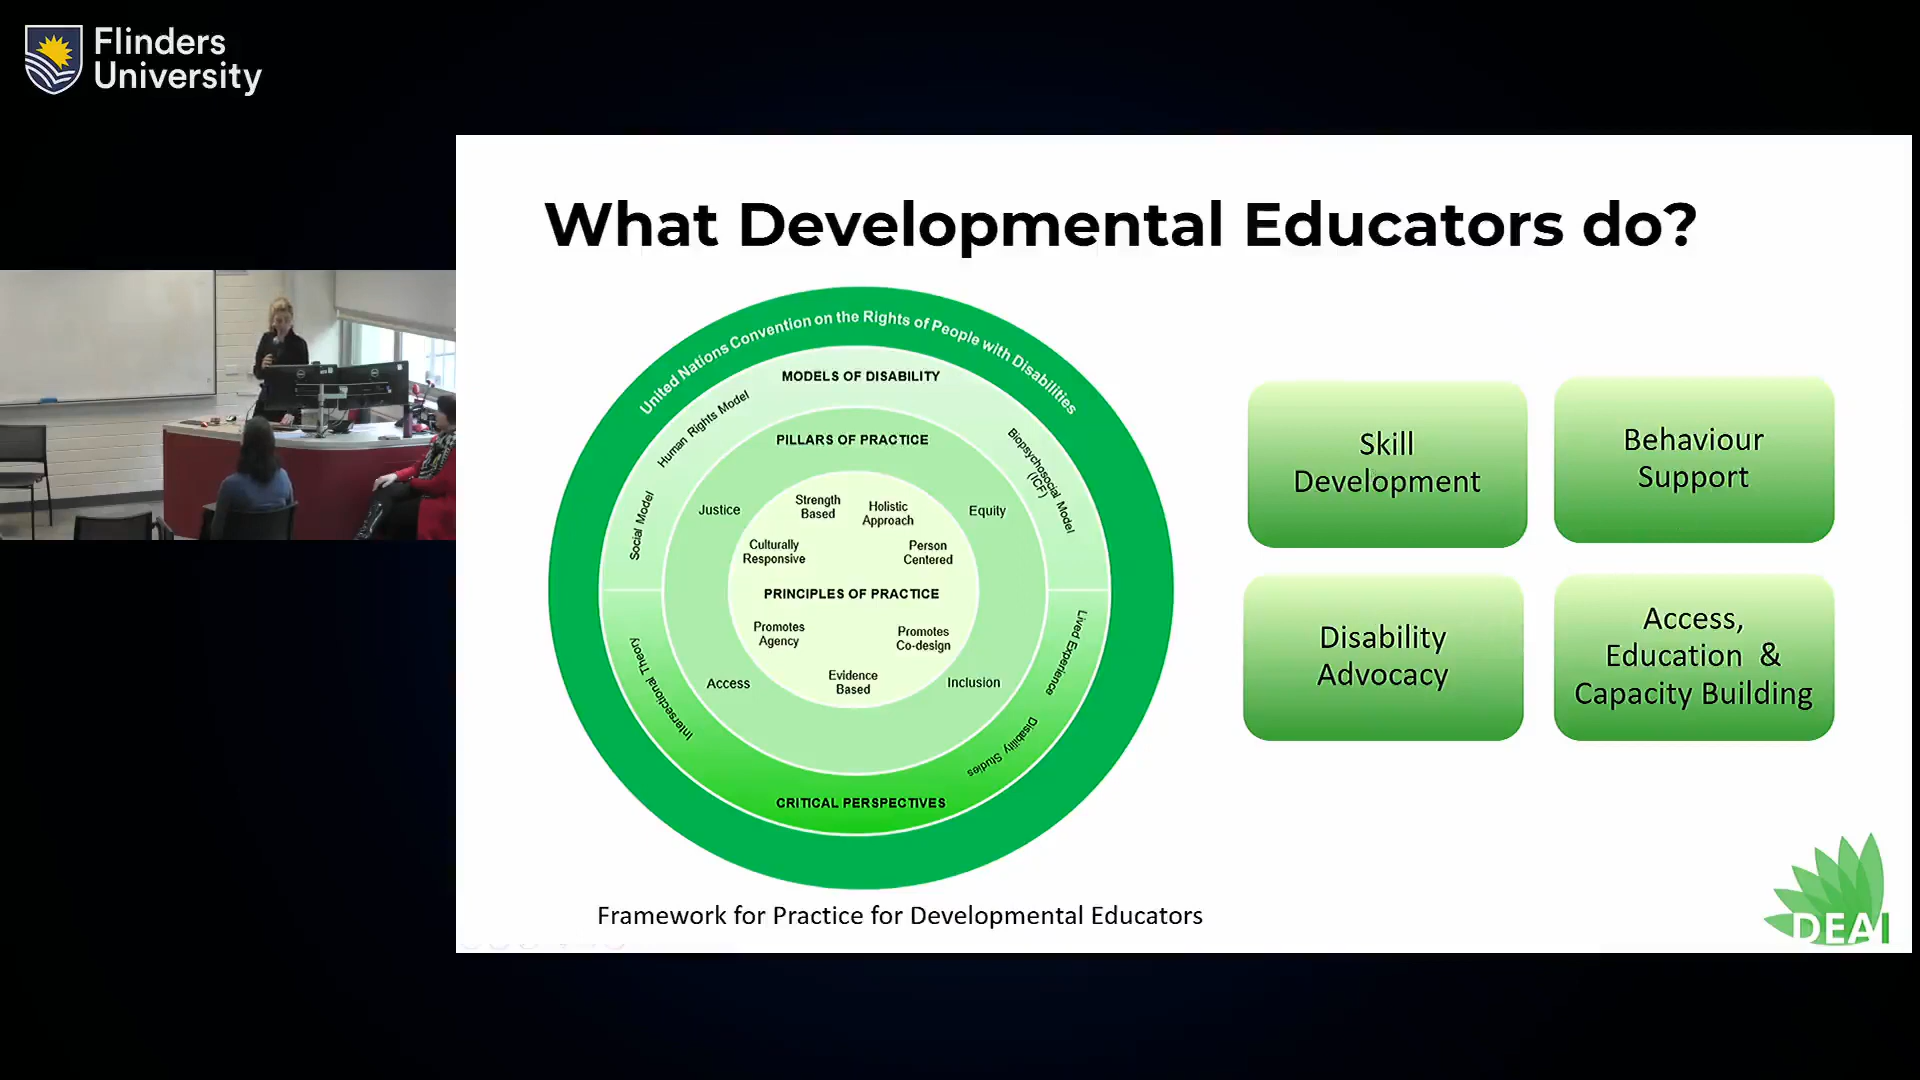 Flinders
University
What Developmental Educators do?
United Nations Convention on the Rights of People with Disabilities
MODELS OF DISABILITY
Social Model
Human Rights Model
Biopsychosocial Model
(ICF)
PILLARS OF PRACTICE
Justice
Equity
Access
Inclusion
Strength
Based
Holistic
Approach
Culturally
Responsive
Person
Centered
PRINCIPLES OF PRACTICE
Promotes
Agency
Promotes
Co-design
Evidence
Based
Intersectional Theory
Lived Experience
Disability Studies
CRITICAL PERSPECTIVES
Framework for Practice for Developmental Educators
Skill
Development
Behaviour
Support
Disability
Advocacy
Access,
Education &
Capacity Building
DEAI